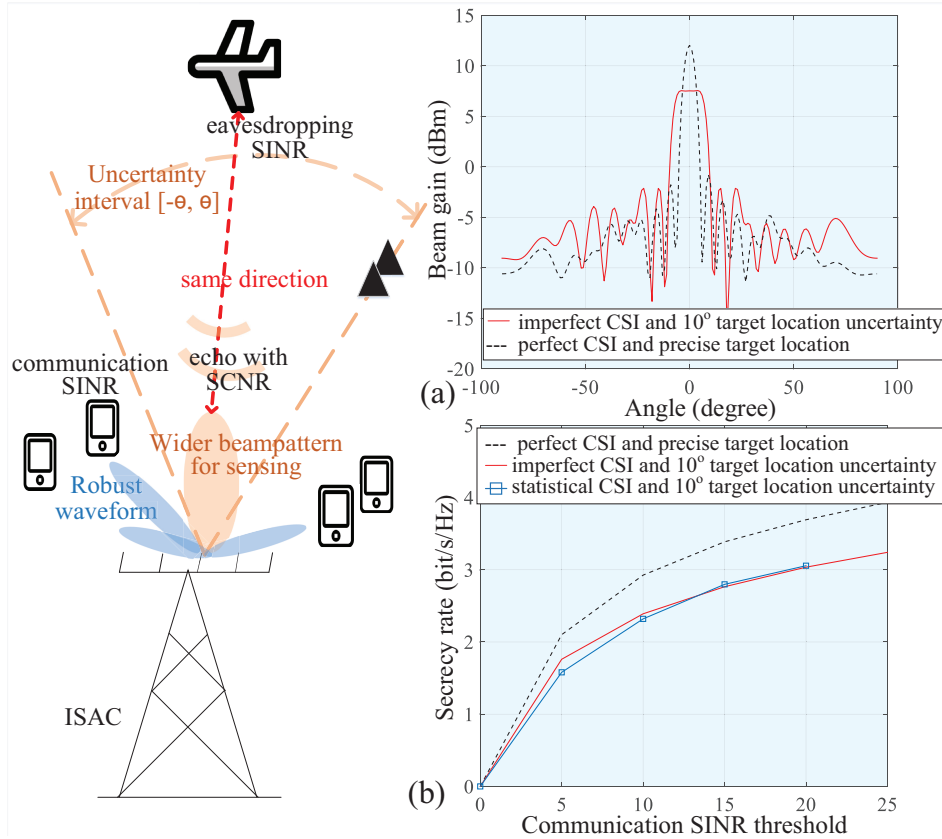 eavesdropping
SINR
Uncertainty
interval [-ɵ, ɵ]
same direction
echo with
SCNR
communication
SINR
Wider beampattern
for sensing
Robust
waveform
ISAC
(a)
Beam gain (dBm)
15
10
5
0
-5
-10
-15
-20
imperfect CSI and 10° target location uncertainty
perfect CSI and precise target location
-100
-50
0
50
100
Angle (degree)
(b)
Secrecy rate (bit/s/Hz)
5
4
3
2
1
0
perfect CSI and precise target location
imperfect CSI and 10° target location uncertainty
statistical CSI and 10° target location uncertainty
0
5
10
15
20
25
Communication SINR threshold